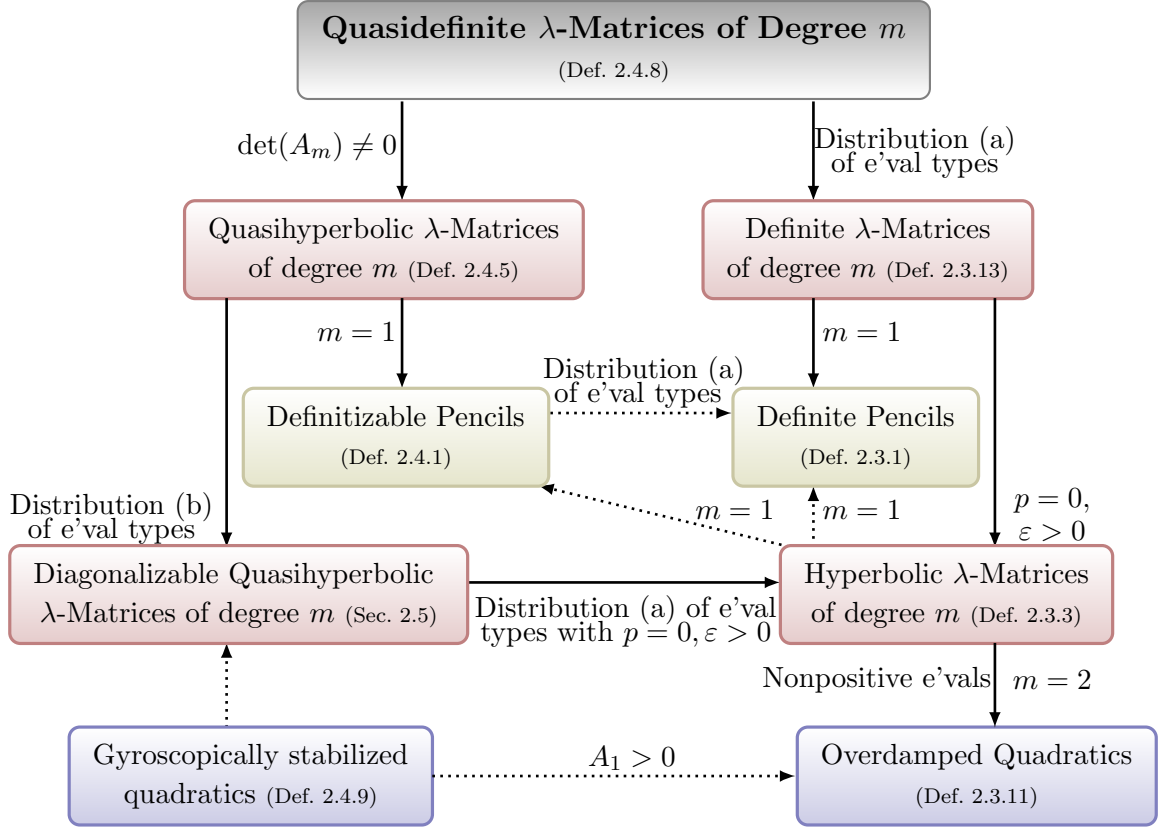 Quasidefinite λ-Matrices of Degree m
(Def. 2.4.8)
det(A_m) ≠ 0
Distribution (a)
of e'val types
Quasihyperbolic λ-Matrices
of degree m (Def. 2.4.5)
Definite λ-Matrices
of degree m (Def. 2.3.13)
m = 1
m = 1
Distribution (a)
of e'val types
Definitizable Pencils
(Def. 2.4.1)
Definite Pencils
(Def. 2.3.1)
Distribution (b)
of e'val types
m = 1
m = 1
p = 0,
ε > 0
Diagonalizable Quasihyperbolic
λ-Matrices of degree m (Sec. 2.5)
Distribution (a) of e'val
types with p = 0, ε > 0
Hyperbolic λ-Matrices
of degree m (Def. 2.3.3)
Nonpositive e'vals
m = 2
Gyroscopically stabilized
quadratics (Def. 2.4.9)
A₁ > 0
Overdamped Quadratics
(Def. 2.3.11)